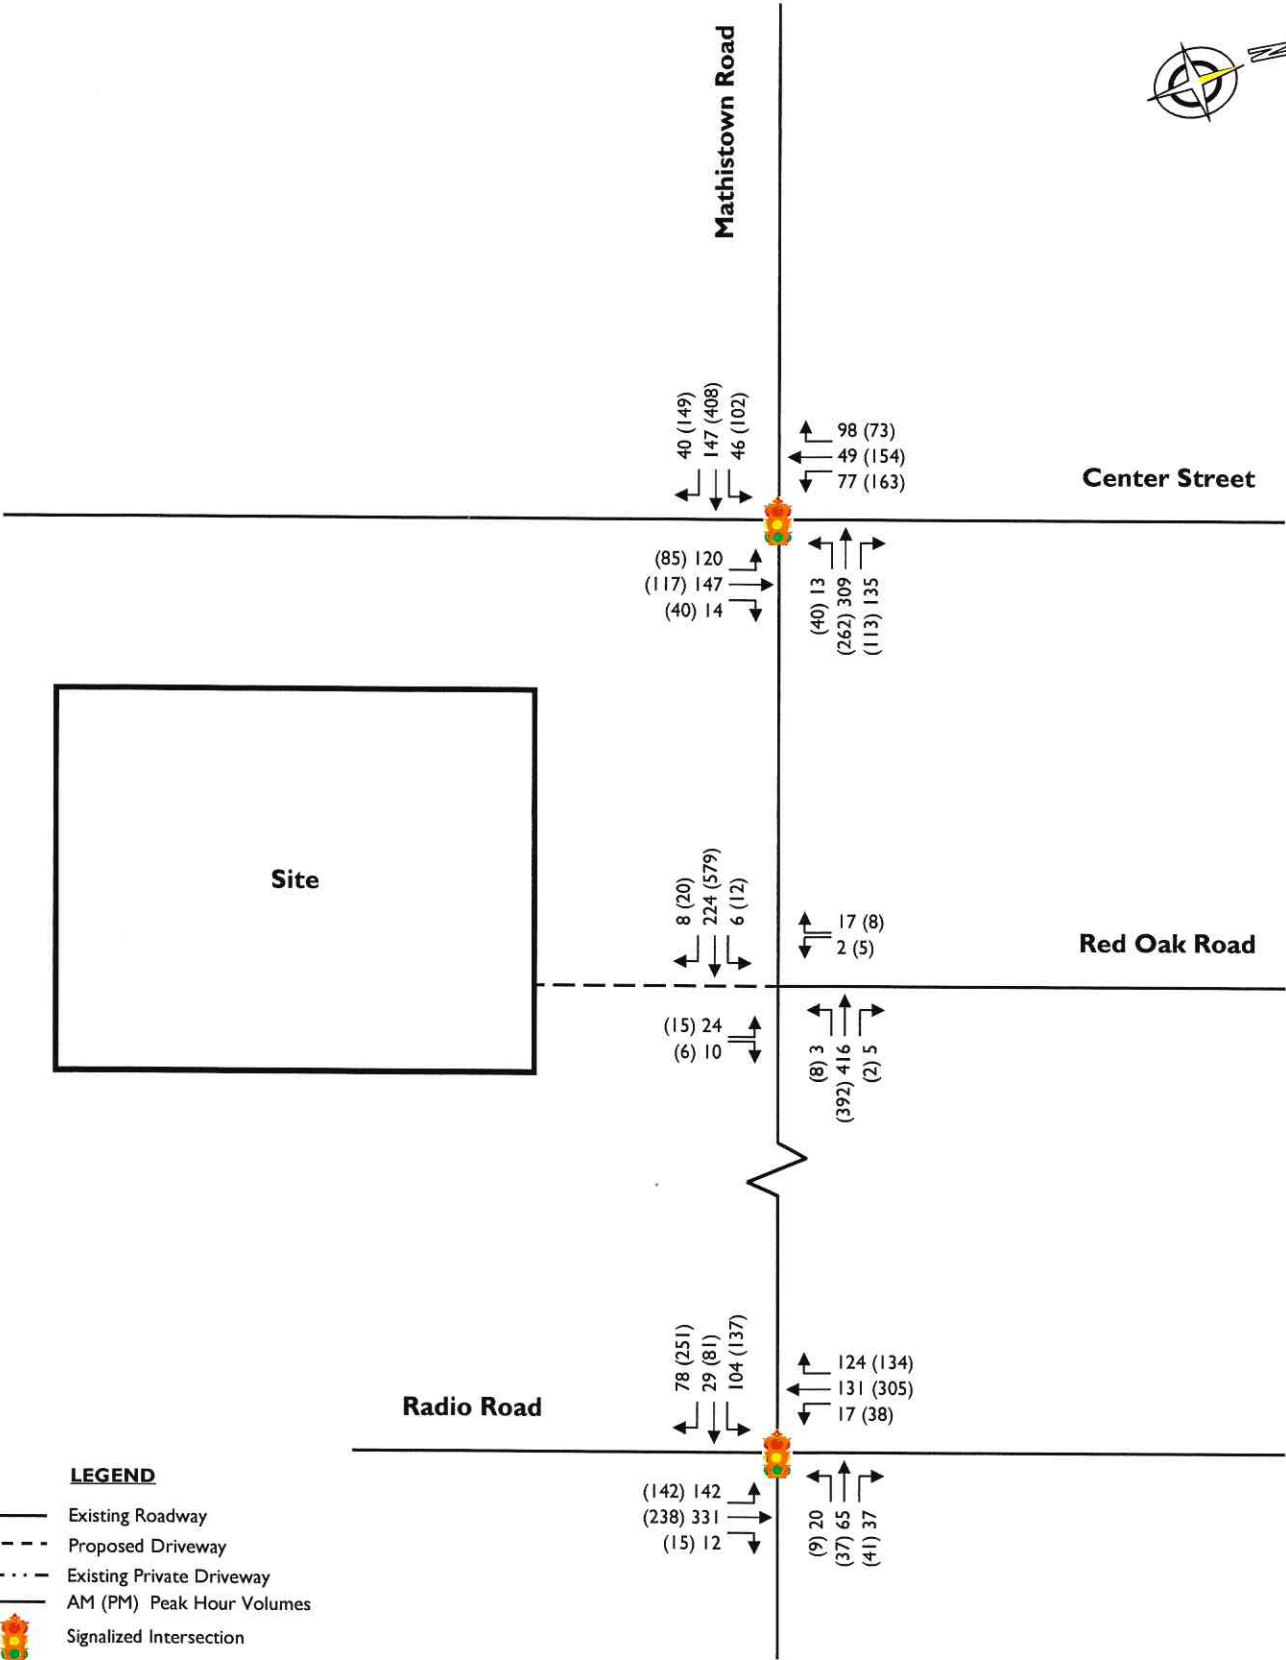 Mathistown Road
N
40 (149)
147 (408)
46 (102)
98 (73)
49 (154)
77 (163)
Center Street
(85) 120
(117) 147
(40) 14
(40) 13
(262) 309
(113) 135
Site
8 (20)
224 (579)
6 (12)
17 (8)
2 (5)
Red Oak Road
(15) 24
(6) 10
(8) 3
(392) 416
(2) 5
78 (251)
29 (81)
104 (137)
124 (134)
131 (305)
17 (38)
Radio Road
(142) 142
(238) 331
(15) 12
(9) 20
(37) 65
(41) 37
LEGEND
Existing Roadway
Proposed Driveway
Existing Private Driveway
AM (PM) Peak Hour Volumes
Signalized Intersection